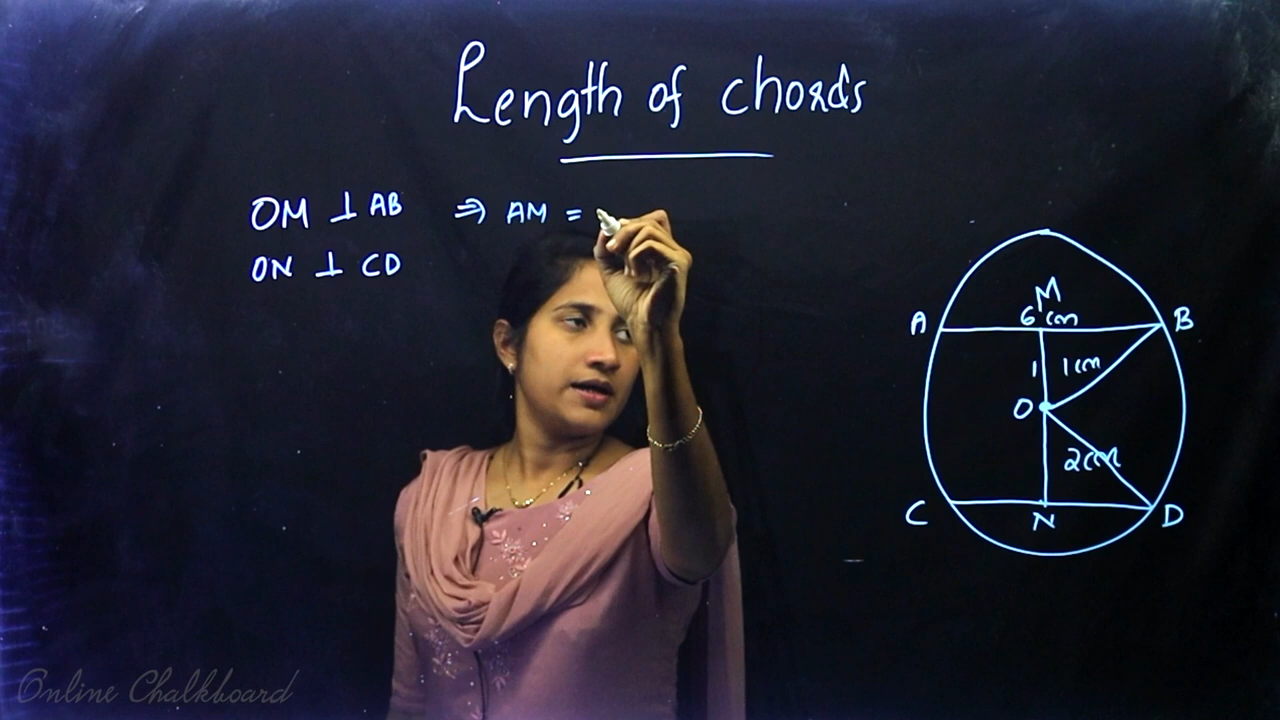 Length of chords
OM ⊥ AB ⇒ AM =
ON ⊥ CD
M
A 6 cm B
1 1cm
O
2cm
C N D
Online Chalkboard